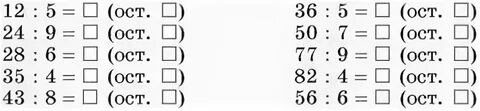 12 : 5 = □ (ост. □)
24 : 9 = □ (ост. □)
28 : 6 = □ (ост. □)
35 : 4 = □ (ост. □)
43 : 8 = □ (ост. □)
36 : 5 = □ (ост. □)
50 : 7 = □ (ост. □)
77 : 9 = □ (ост. □)
82 : 4 = □ (ост. □)
56 : 6 = □ (ост. □)